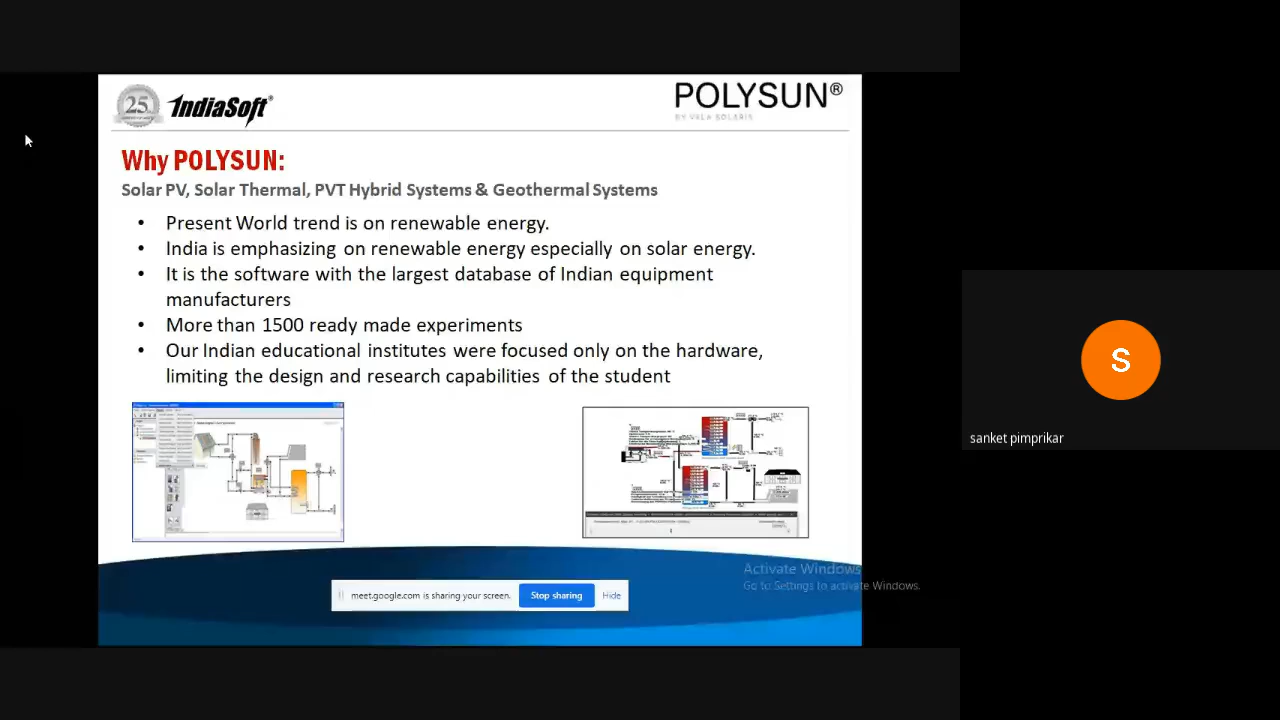 25
IndiaSoft®
POLYSUN®
BY VELA SOLARIS
Why POLYSUN:
Solar PV, Solar Thermal, PVT Hybrid Systems & Geothermal Systems
• Present World trend is on renewable energy.
• India is emphasizing on renewable energy especially on solar energy.
• It is the software with the largest database of Indian equipment
manufacturers
• More than 1500 ready made experiments
• Our Indian educational institutes were focused only on the hardware,
limiting the design and research capabilities of the student
Activate Windows
Go to Settings to activate Windows.
meet.google.com is sharing your screen.
Stop sharing
Hide
S
sanket pimprikar